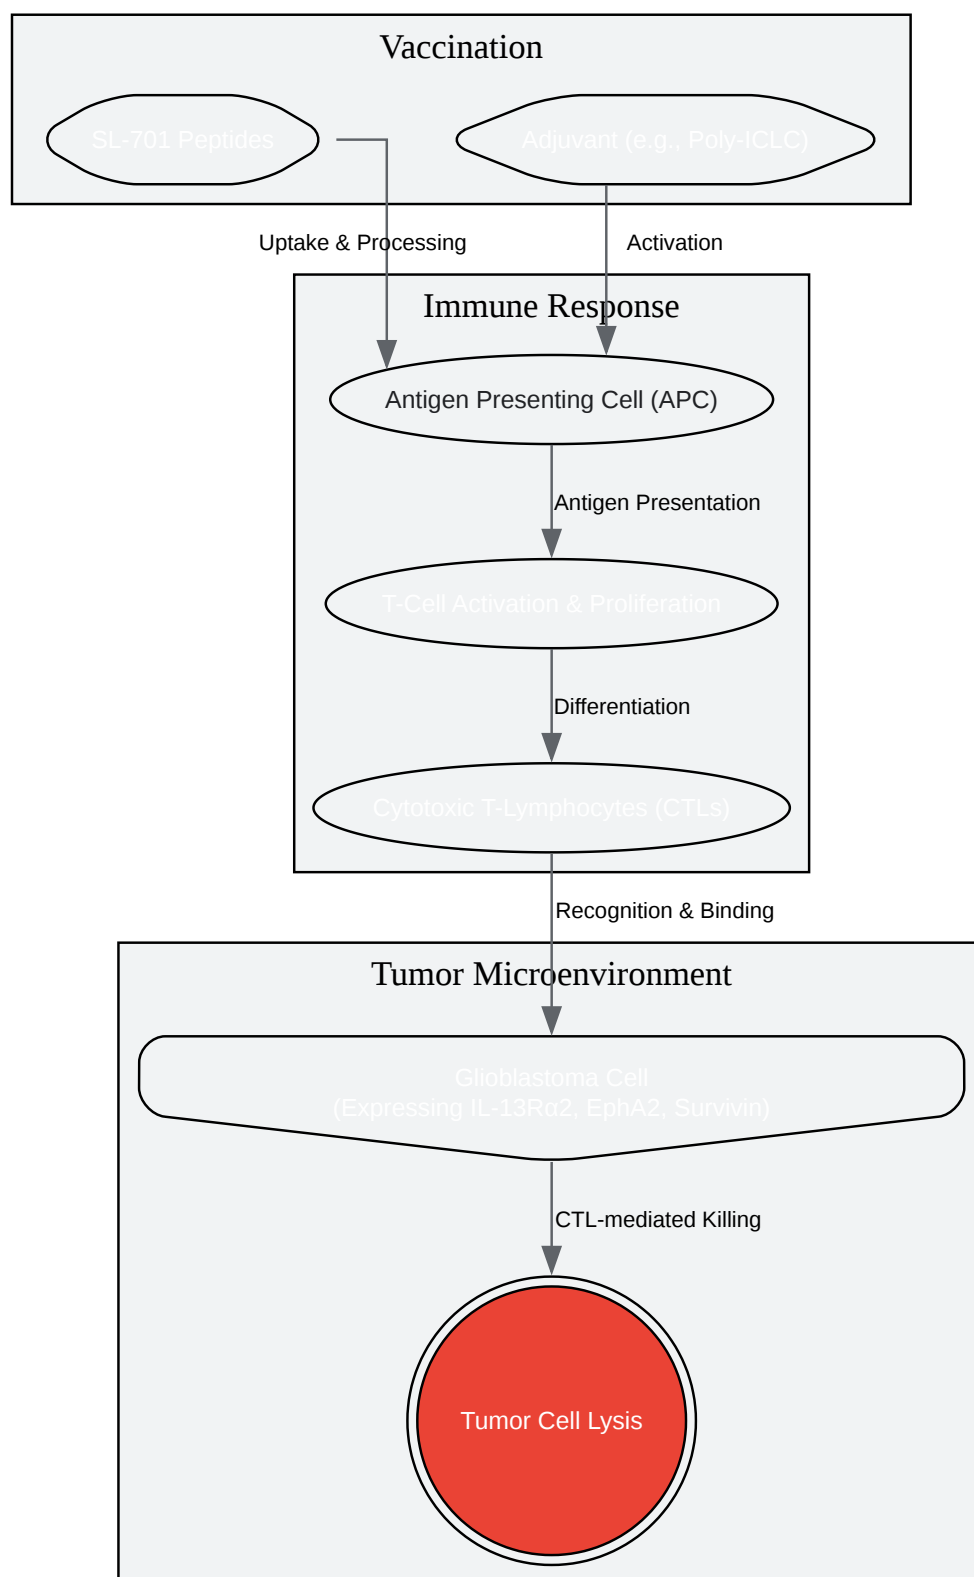 Vaccination
SL-701 Peptides
Adjuvant (e.g., Poly-ICLC)
Uptake & Processing
Activation
Immune Response
Antigen Presenting Cell (APC)
Antigen Presentation
T-Cell Activation & Proliferation
Differentiation
Cytotoxic T-Lymphocytes (CTLs)
Recognition & Binding
Tumor Microenvironment
Glioblastoma Cell
(Expressing IL-13Rα2, EphA2, Survivin)
CTL-mediated Killing
Tumor Cell Lysis